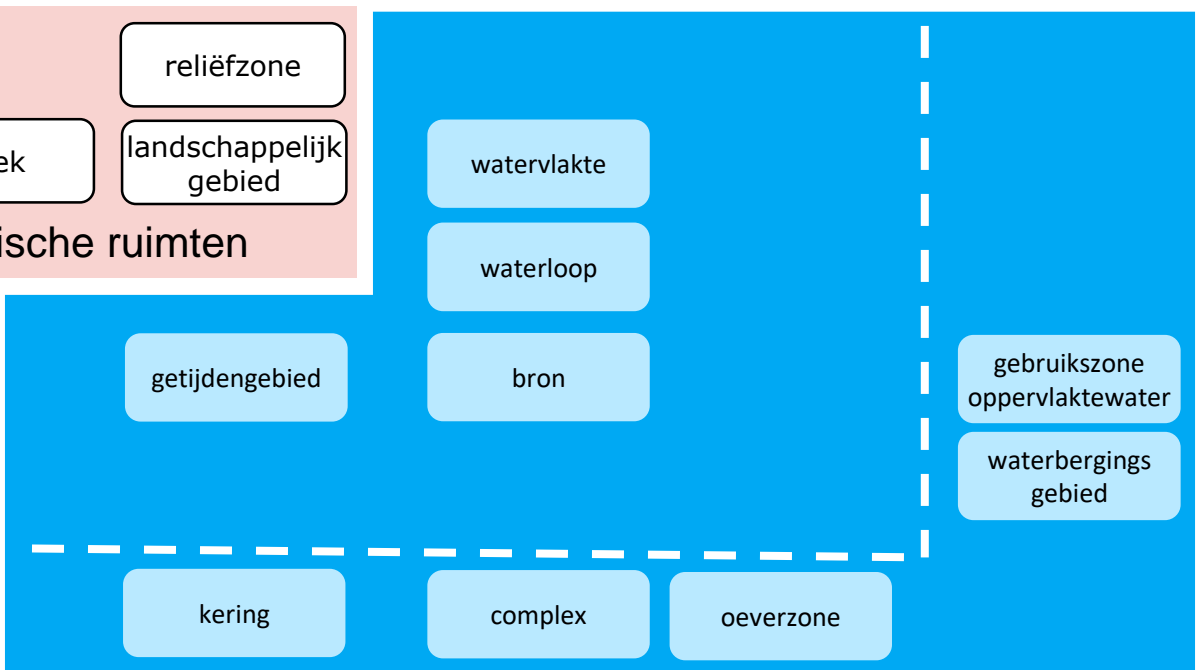 reliëfzone
ek
landschappelijk
gebied
ische ruimten
watervlakte
waterloop
getijdengebied
bron
gebruikszone
oppervlaktewater
waterbergings
gebied
kering
complex
oeverzone